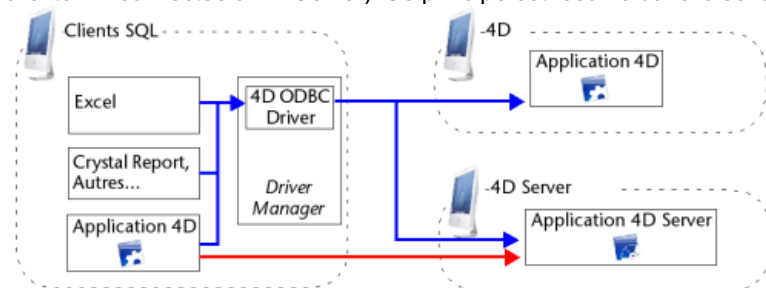 Clients SQL
4D
Application 4D
Excel
4D ODBC
Driver
Crystal Report,
Autres...
Driver
Manager
4D Server
Application 4D
Application 4D Server